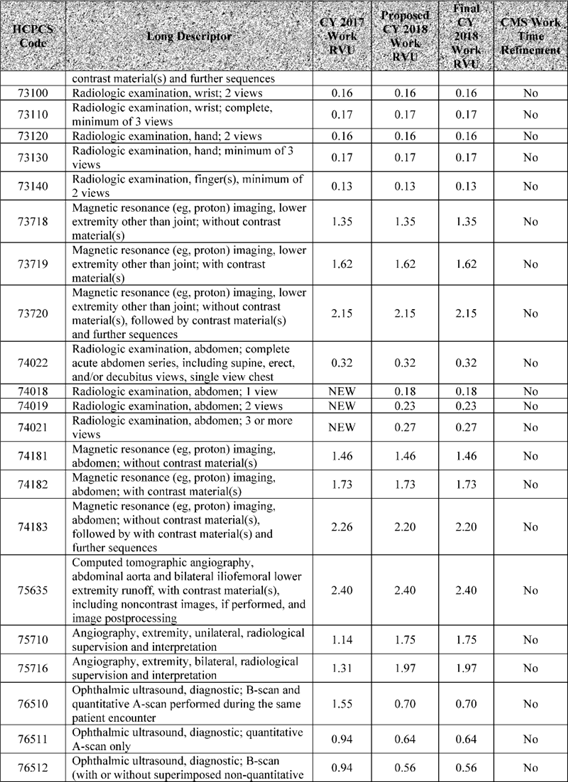 HCPCS Code Long Descriptor CY 2017 Work RVU Proposed CY 2018 Work RVU Final CY 2018 Work RVU CMS Work Time Refinement
contrast material(s) and further sequences
73100 Radiologic examination, wrist; 2 views 0.16 0.16 0.16 No
73110 Radiologic examination, wrist; complete, 0.17 0.17 0.17 No
minimum of 3 views
73120 Radiologic examination, hand; 2 views 0.16 0.16 0.16 No
73130 Radiologic examination, hand; minimum of 3 0.17 0.17 0.17 No
views
73140 Radiologic examination, finger(s), minimum of 0.13 0.13 0.13 No
2 views
Magnetic resonance (eg, proton) imaging, lower
73718 extremity other than joint; without contrast 1.35 1.35 1.35 No
material(s)
Magnetic resonance (eg, proton) imaging, lower
73719 extremity other than joint; with contrast 1.62 1.62 1.62 No
material(s)
Magnetic resonance (eg, proton) imaging, lower
73720 extremity other than joint; without contrast 2.15 2.15 2.15 No
material(s), followed by contrast material(s)
and further sequences
Radiologic examination, abdomen; complete
74022 acute abdomen series, including supine, erect, 0.32 0.32 0.32 No
and/or decubitus views, single view chest
74018 Radiologic examination, abdomen; 1 view NEW 0.18 0.18 No
74019 Radiologic examination, abdomen; 2 views NEW 0.23 0.23 No
74021 Radiologic examination, abdomen; 3 or more NEW 0.27 0.27 No
views
74181 Magnetic resonance (eg, proton) imaging, 1.46 1.46 1.46 No
abdomen; without contrast material(s)
74182 Magnetic resonance (eg, proton) imaging, 1.73 1.73 1.73 No
abdomen; with contrast material(s)
Magnetic resonance (eg, proton) imaging,
74183 abdomen; without contrast material(s), 2.26 2.20 2.20 No
followed by with contrast material(s) and
further sequences
Computed tomographic angiography,
abdominal aorta and bilateral iliofemoral lower
75635 extremity runoff, with contrast material(s), 2.40 2.40 2.40 No
including noncontrast images, if performed, and
image postprocessing
75710 Angiography, extremity, unilateral, radiological 1.14 1.75 1.75 No
supervision and interpretation
75716 Angiography, extremity, bilateral, radiological 1.31 1.97 1.97 No
supervision and interpretation
Ophthalmic ultrasound, diagnostic; B-scan and
76510 quantitative A-scan performed during the same 1.55 0.70 0.70 No
patient encounter
76511 Ophthalmic ultrasound, diagnostic; quantitative 0.94 0.64 0.64 No
A-scan only
76512 Ophthalmic ultrasound, diagnostic; B-scan 0.94 0.56 0.56 No
(with or without superimposed non-quantitative